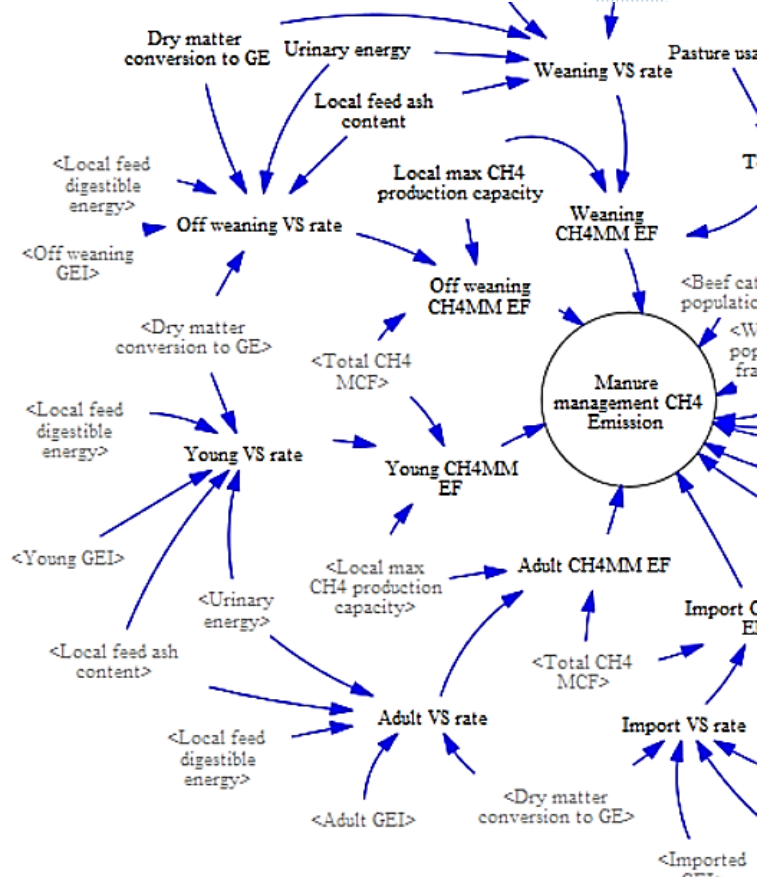 Dry matter
conversion to GE
Urinary energy
Weaning VS rate
Pasture
Local feed ash
content
<Local feed
digestible
energy>
Local max CH4
production capacity
Off weaning VS rate
Weaning
CH4MM EF
<Off weaning
GEI>
Off weaning
CH4MM EF
<Beef
<Dry matter
conversion to GE>
<Total CH4
MCF>
Manure
management CH4
Emission
<Local feed
digestible
energy>
Young VS rate
Young CH4MM
EF
<Young GEI>
<Local max
CH4 production
capacity>
Adult CH4MM EF
<Urinary
energy>
Import
<Local feed ash
content>
<Total CH4
MCF>
Adult VS rate
Import VS rate
<Local feed
digestible
energy>
<Adult GEI>
<Dry matter
conversion to GE>
<Imported